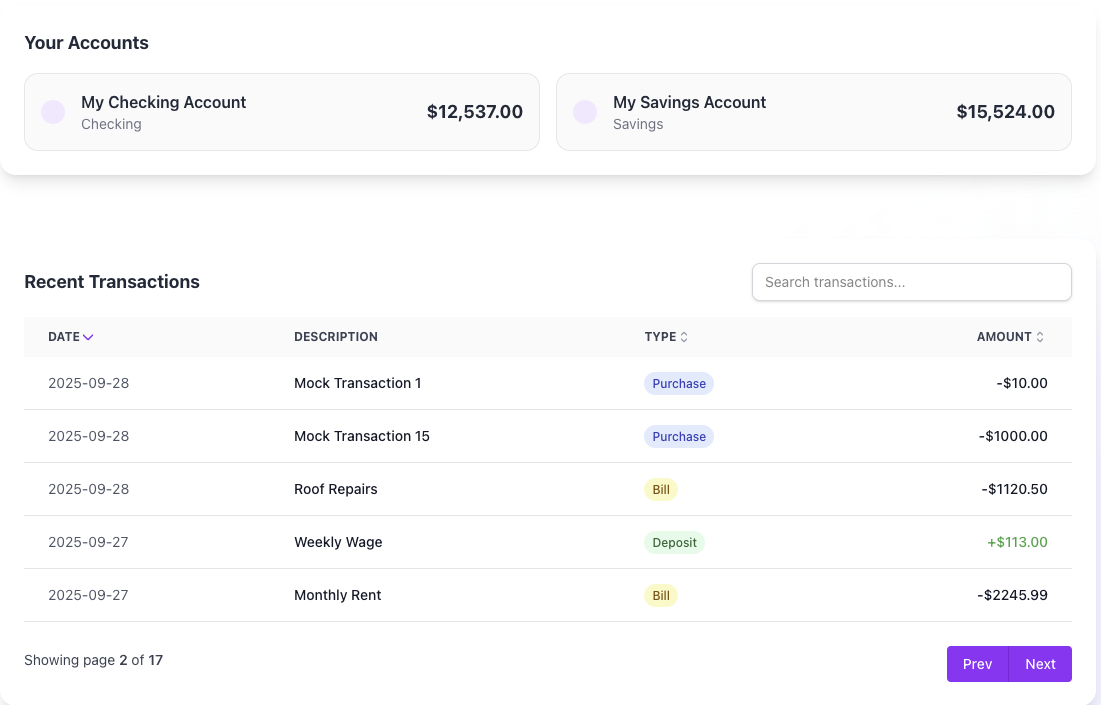 Your Accounts
My Checking Account
Checking
$12,537.00
My Savings Account
Savings
$15,524.00
Recent Transactions
Search transactions...
DATE DESCRIPTION TYPE AMOUNT
2025-09-28 Mock Transaction 1 Purchase -$10.00
2025-09-28 Mock Transaction 15 Purchase -$1000.00
2025-09-28 Roof Repairs Bill -$1120.50
2025-09-27 Weekly Wage Deposit +$113.00
2025-09-27 Monthly Rent Bill -$2245.99
Showing page 2 of 17
Prev Next